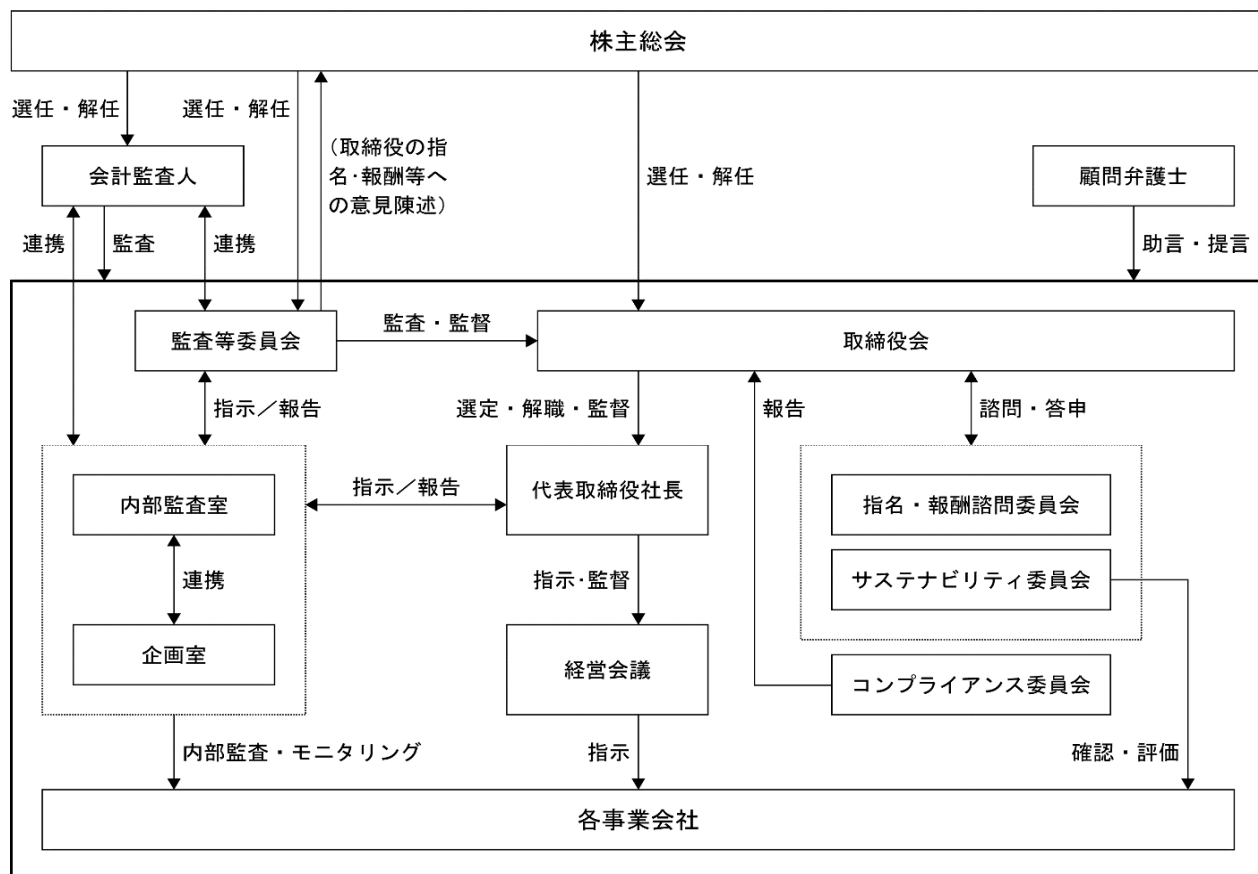 株主総会
選任・解任
選任・解任
(取締役の指
名・報酬等へ
の意見陳述)
選任・解任
会計監査人
顧問弁護士
連携
監査
連携
助言・提言
監査等委員会
監査・監督
取締役会
指示／報告
選定・解職・監督
報告
諮問・答申
内部監査室
指示／報告
代表取締役社長
指名・報酬諮問委員会
連携
指示・監督
サステナビリティ委員会
企画室
経営会議
コンプライアンス委員会
内部監査・モニタリング
指示
確認・評価
各事業会社